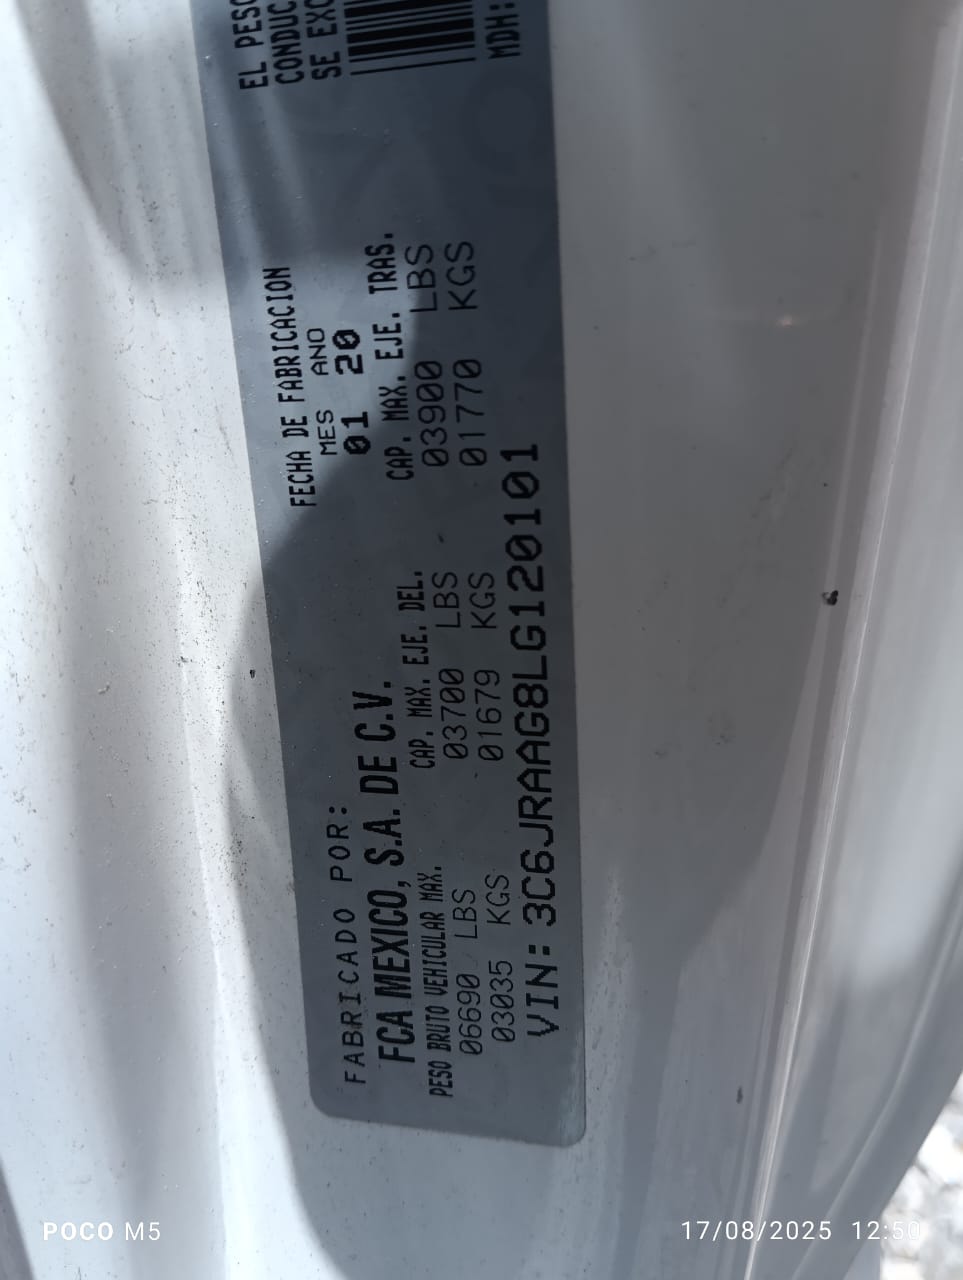 FABRICADO POR:
FCA MEXICO, S.A. DE C.V.
FECHA DE FABRICACION
MES ANO
01 20
PESO BRUTO VEHICULAR MAX.
06690 LBS
03035 KGS
CAP. MAX. EJE. DEL.
03700 LBS
01679 KGS
CAP. MAX. EJE. TRAS.
03900 LBS
01770 KGS
VIN: 3C6JRAAG8LG120101
EL PESO
CONDUC
SE EXC
MDH:
POCO M5
17/08/2025 12:50